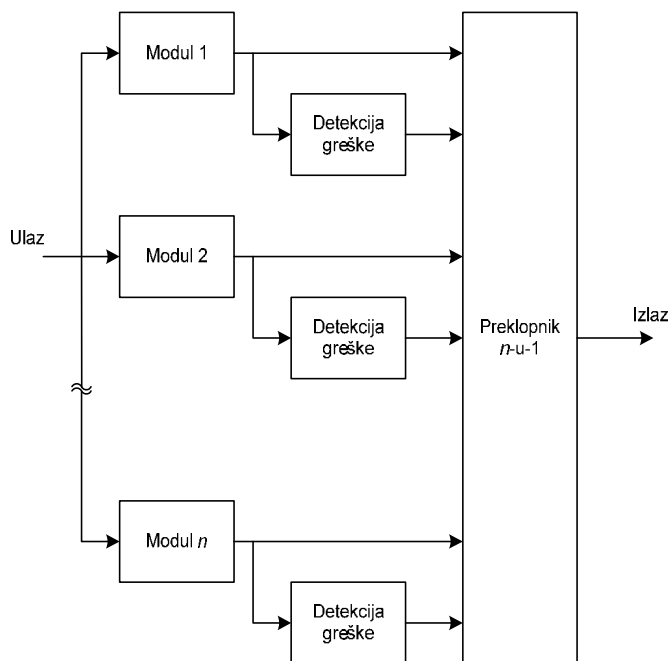 Modul 1
Detekcija
greške
Ulaz
Modul 2
Detekcija
greške
Preklopnik
n-u-1
Izlaz
Modul n
Detekcija
greške